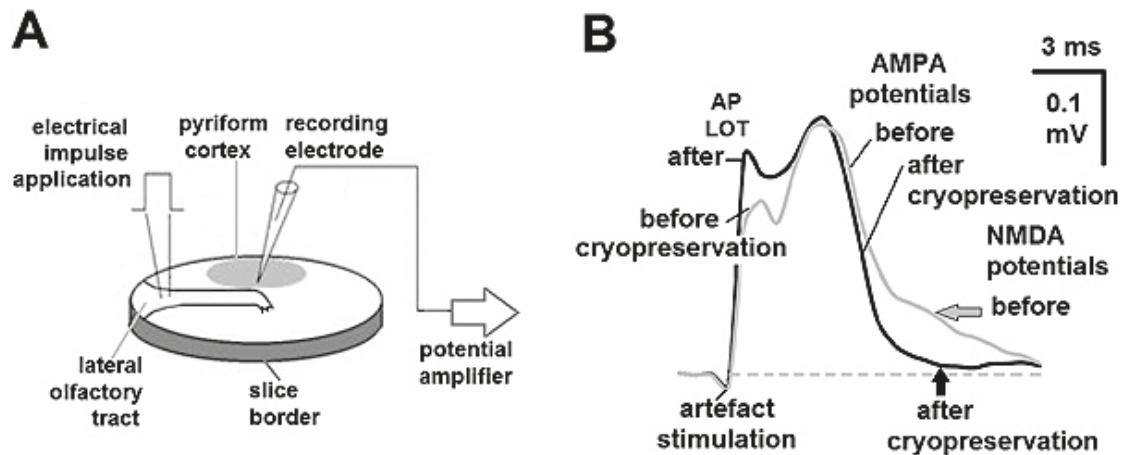 A
electrical
impulse
application
pyriform
cortex
recording
electrode
lateral
olfactory
tract
slice
border
potential
amplifier
B
3 ms
0.1
mV
AMPA
potentials
AP
LOT
after
before
after
cryopreservation
before
cryopreservation
NMDA
potentials
before
artefact
stimulation
after
cryopreservation